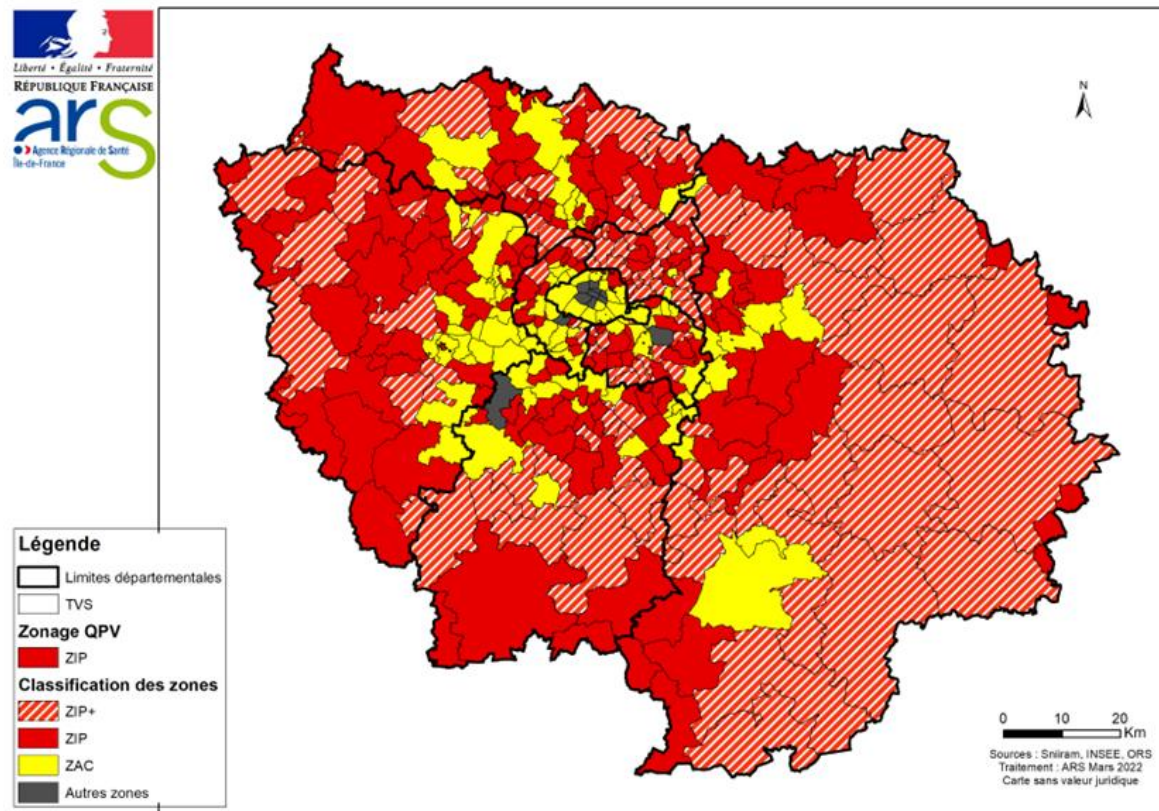 Liberté • Égalité • Fraternité
RÉPUBLIQUE FRANÇAISE
ars
Agence Régionale de Santé
Île-de-France
N
Légende
Limites départementales
TVS
Zonage QPV
ZIP
Classification des zones
ZIP+
ZIP
ZAC
Autres zones
0 10 20
Km
Sources : Sniiram, INSEE, ORS
Traitement : ARS Mars 2022
Carte sans valeur juridique